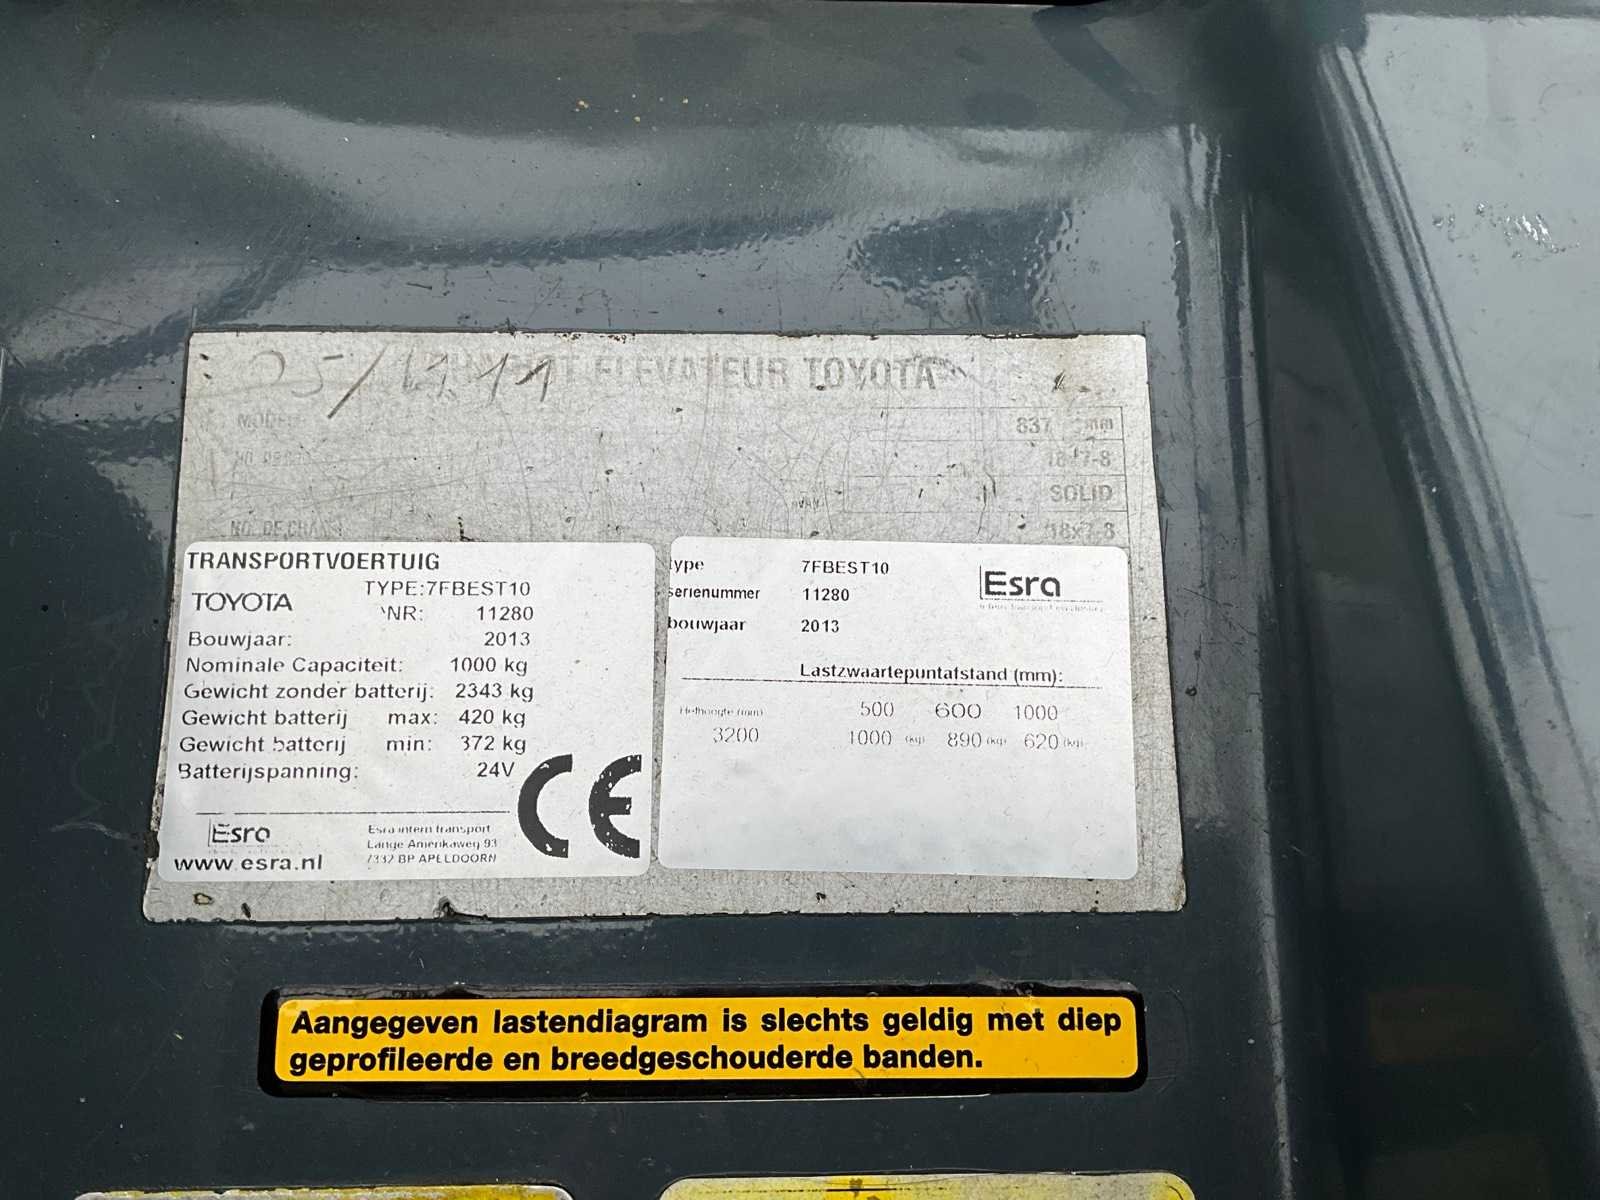 ELEVATEUR TOYOTA
837 mm
18x7-8
SOLID
NO. DE CHA
18x7-8
TRANSPORTVOERTUIG
TOYOTA TYPE:7FBEST10
NR: 11280
Bouwjaar: 2013
Nominale Capaciteit: 1000 kg
Gewicht zonder batterij: 2343 kg
Gewicht batterij max: 420 kg
Gewicht batterij min: 372 kg
Batterijspanning: 24V
CE
Esra
www.esra.nl
Esra intern transport
Lange Amerikaweg 93
7332 BP APELDOORN
type 7FBEST10
serienummer 11280
bouwjaar 2013
Esra
Lastzwaartepuntafstand (mm):
Hefhoogte (mm) 500 600 1000
3200 1000 (kg) 890 (kg) 620 (kg)
Aangegeven lastendiagram is slechts geldig met diep
geprofileerde en breedgeschouderde banden.